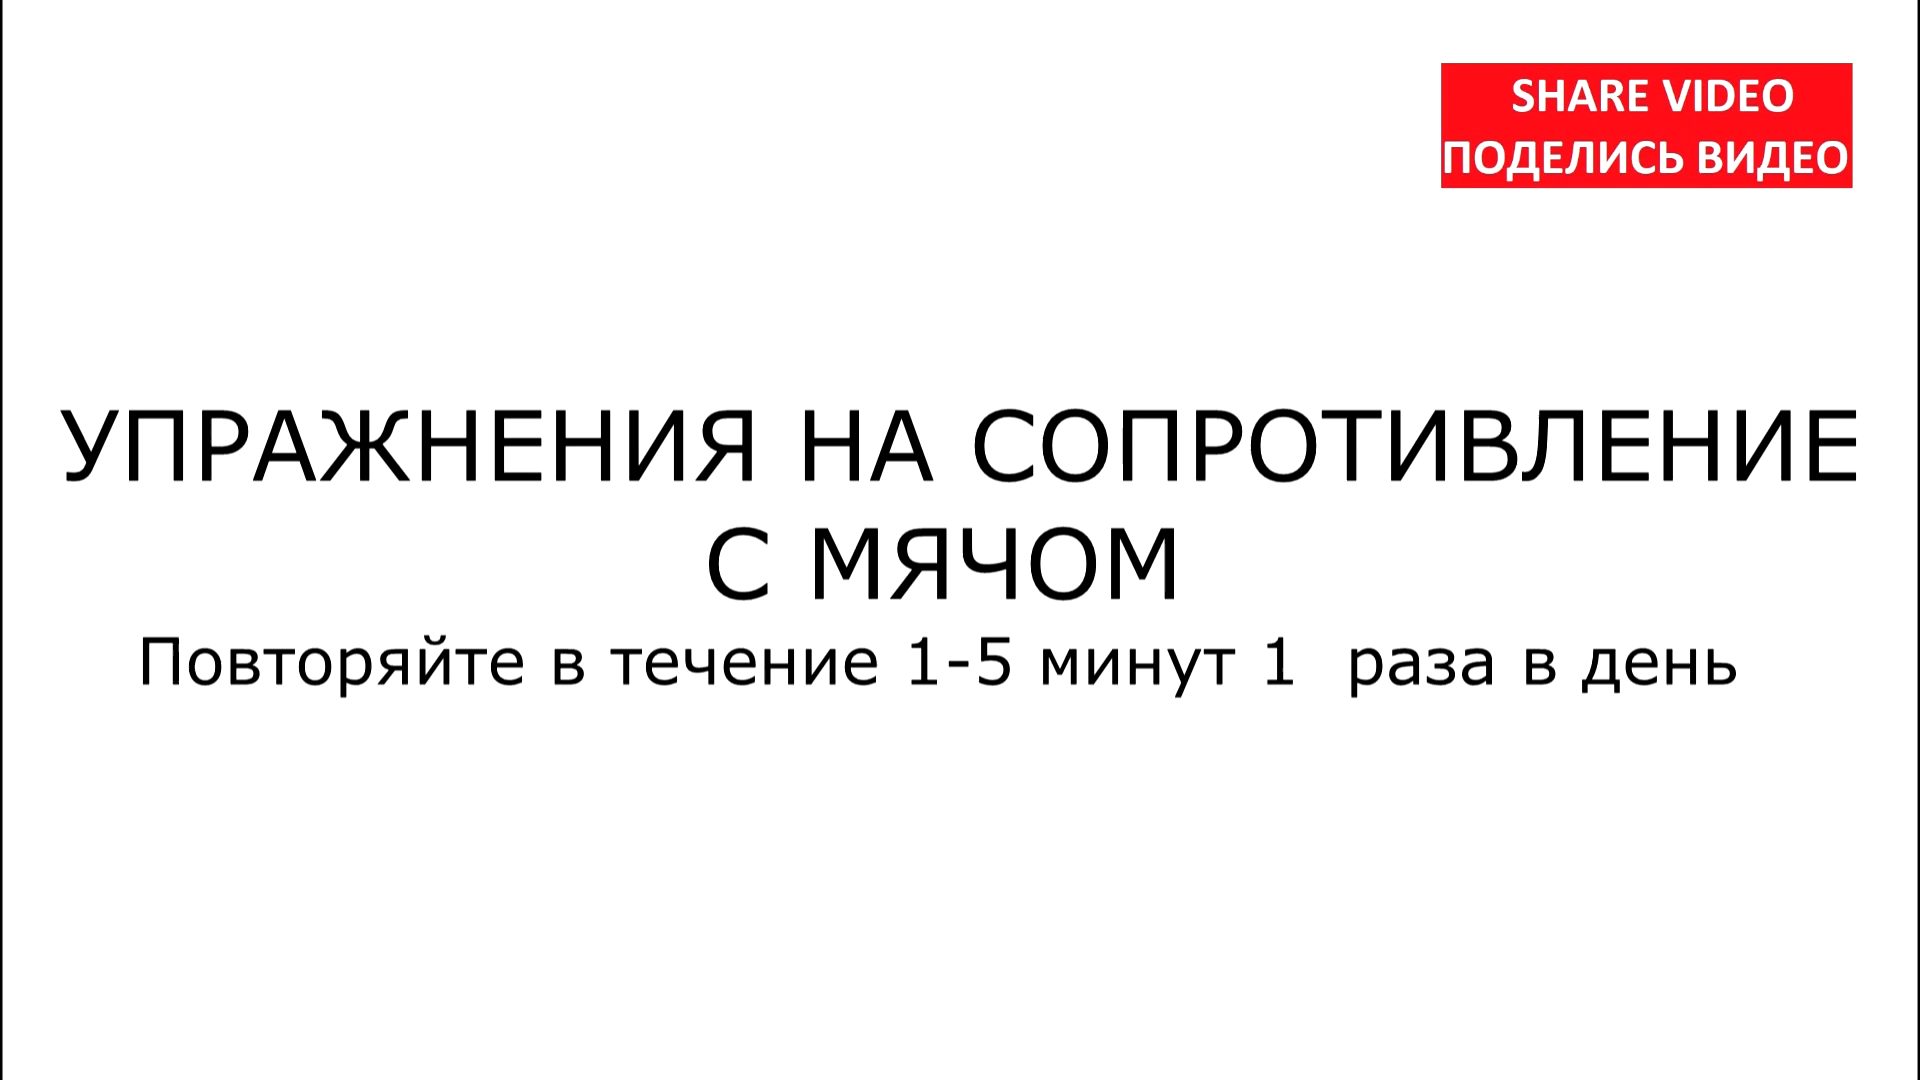 SHARE VIDEO
ПОДЕЛИСЬ ВИДЕО
УПРАЖНЕНИЯ НА СОПРОТИВЛЕНИЕ
С МЯЧОМ
Повторяйте в течение 1-5 минут 1 раза в день